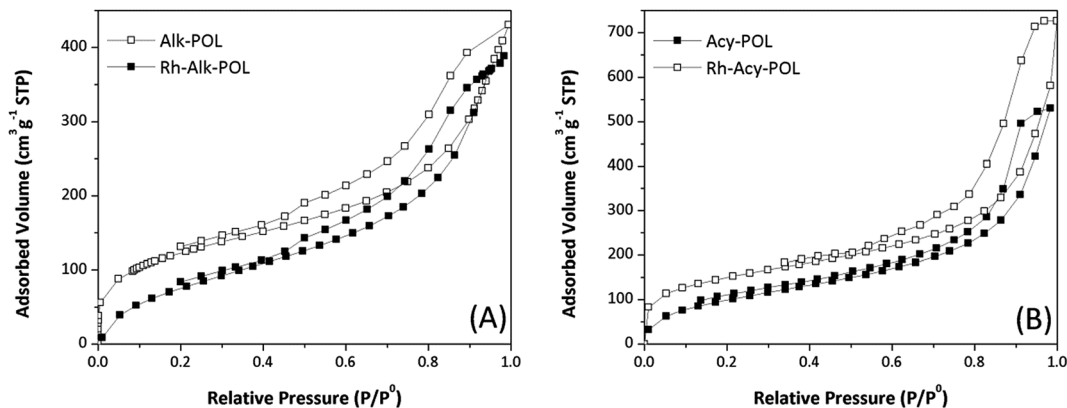 Alk-POL
Rh-Alk-POL
400
300
200
100
0
0.0
0.2
0.4
0.6
0.8
1.0
Adsorbed Volume (cm³g⁻¹ STP)
Relative Pressure (P/P⁰)
(A)
Acy-POL
Rh-Acy-POL
700
600
500
400
300
200
100
0
0.0
0.2
0.4
0.6
0.8
1.0
Adsorbed Volume (cm³g⁻¹ STP)
Relative Pressure (P/P⁰)
(B)